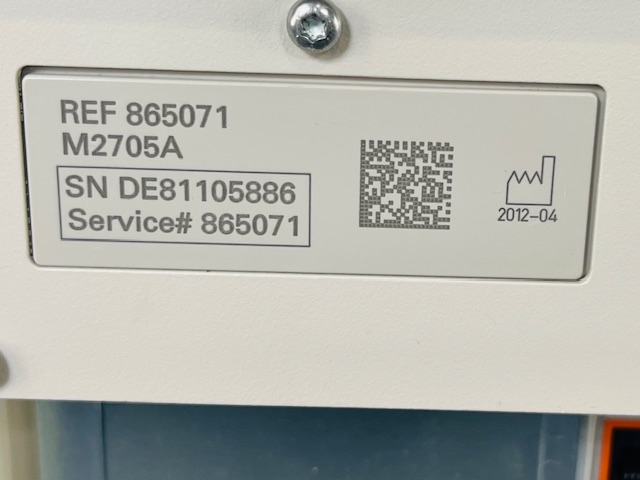 REF 865071
M2705A
SN DE81105886
Service# 865071
2012-04